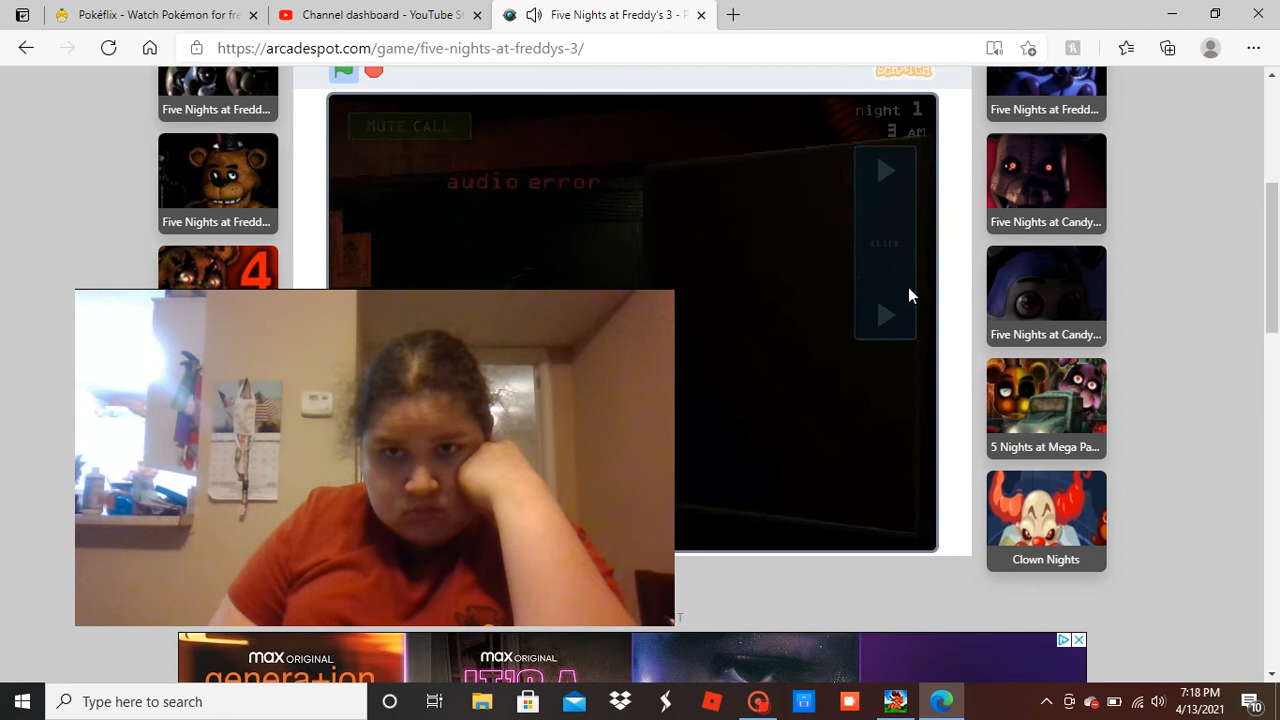 Pokéflix - Watch Pokémon for fre
Channel dashboard - YouTube St
Five Nights at Freddy's 3 - P
https://arcadespot.com/game/five-nights-at-freddys-3/
SCRATCH
Five Nights at Fredd...
Five Nights at Fredd...
MUTE CALL
night 1
3 AM
audio error
CLICK
Five Nights at Fredd...
Five Nights at Candy...
4
Five Nights at Candy...
5 Nights at Mega Pa...
Clown Nights
T
max ORIGINAL
max ORIGINAL
Type here to search
7:18 PM
4/13/2021
10